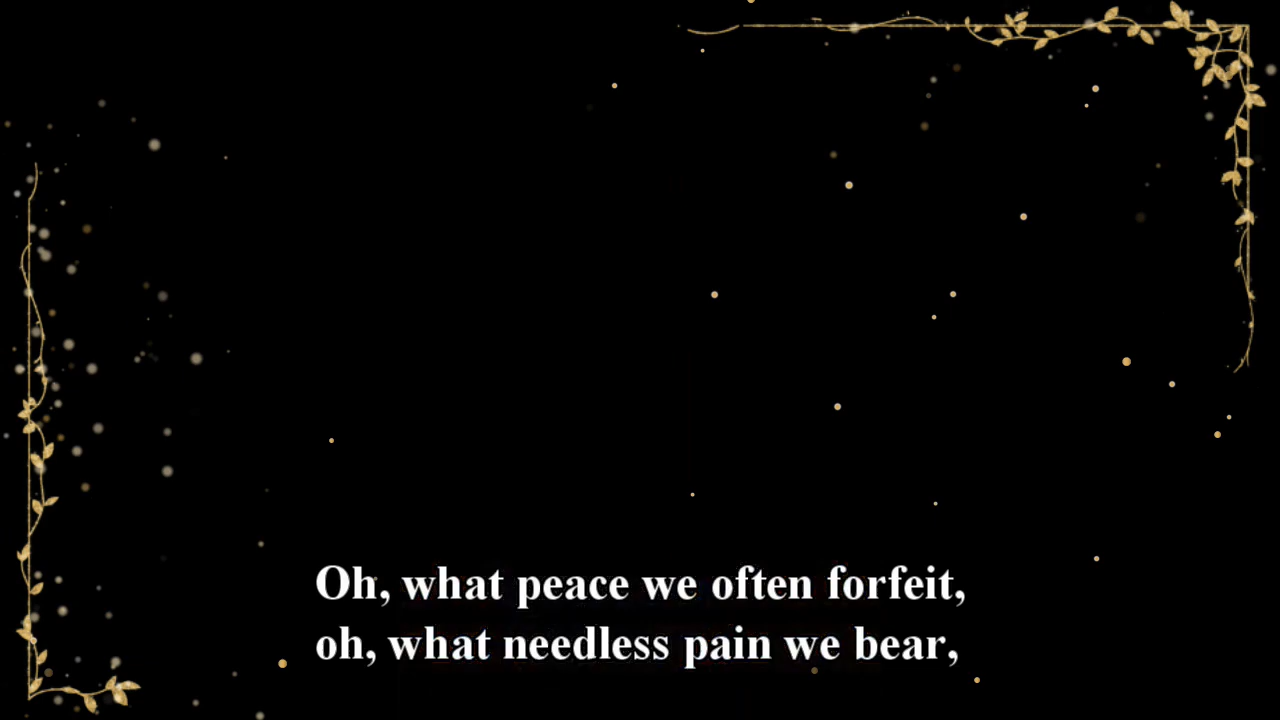 Oh, what peace we often forfeit,
oh, what needless pain we bear,